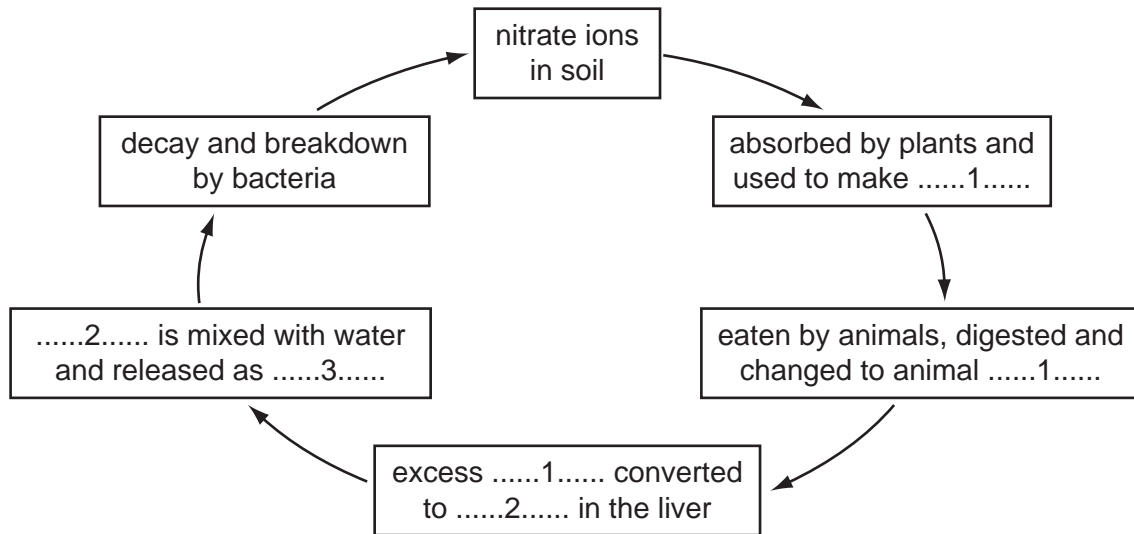 nitrate ions
in soil
absorbed by plants and
used to make ......1......
eaten by animals, digested and
changed to animal ......1......
excess ......1...... converted
to ......2...... in the liver
......2...... is mixed with water
and released as ......3......
decay and breakdown
by bacteria